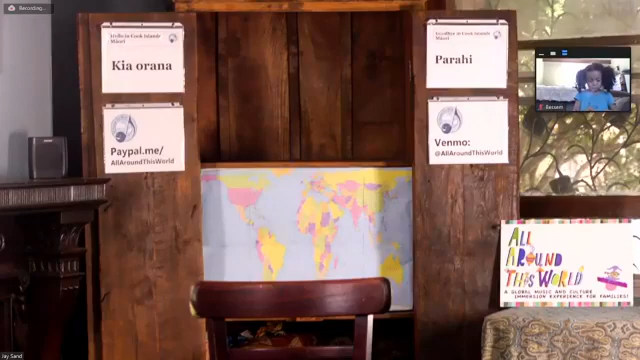 Recording...
Hello in Cook Islands
Māori
Kia orana
Paypal.me/
AllAroundThisWorld
Goodbye in Cook Islands
Māori
Parahi
Venmo:
@AllAroundThisWorld
ALL
AROUND
THIS WORLD
A GLOBAL MUSIC AND CULTURE
IMMERSION EXPERIENCE FOR FAMILIES!
Jay Sand